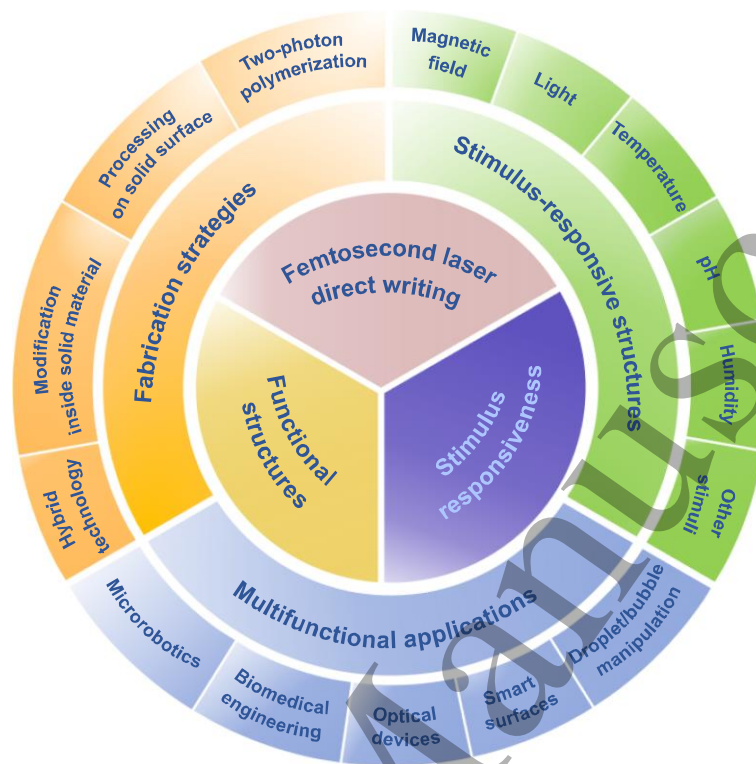 Two-photon
polymerization
Magnetic
field
Light
Temperature
pH
Humidity
Other
stimuli
Processing
on solid surface
Modification
inside solid material
Hybrid
technology
Fabrication strategies
Stimulus-responsive structures
Femtosecond laser
direct writing
Functional
structures
Stimulus
responsiveness
Multifunctional applications
Microrobotics
Biomedical
engineering
Optical
devices
Smart
surfaces
Droplet/bubble
manipulation